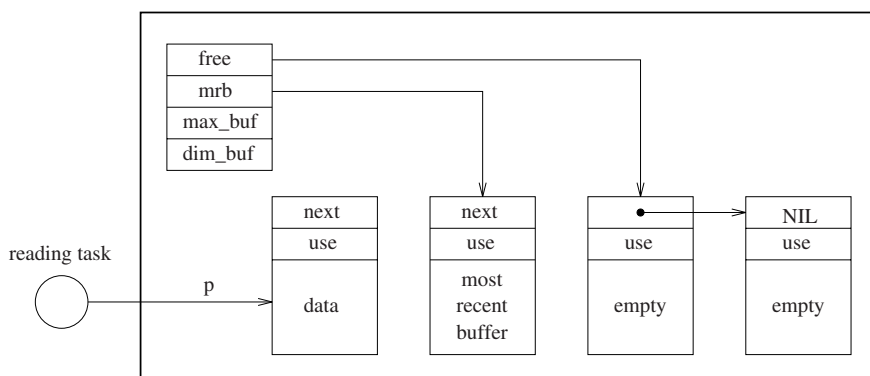 free
mrb
max_buf
dim_buf
next
use
data
next
use
most
recent
buffer
use
empty
NIL
use
empty
reading task
p